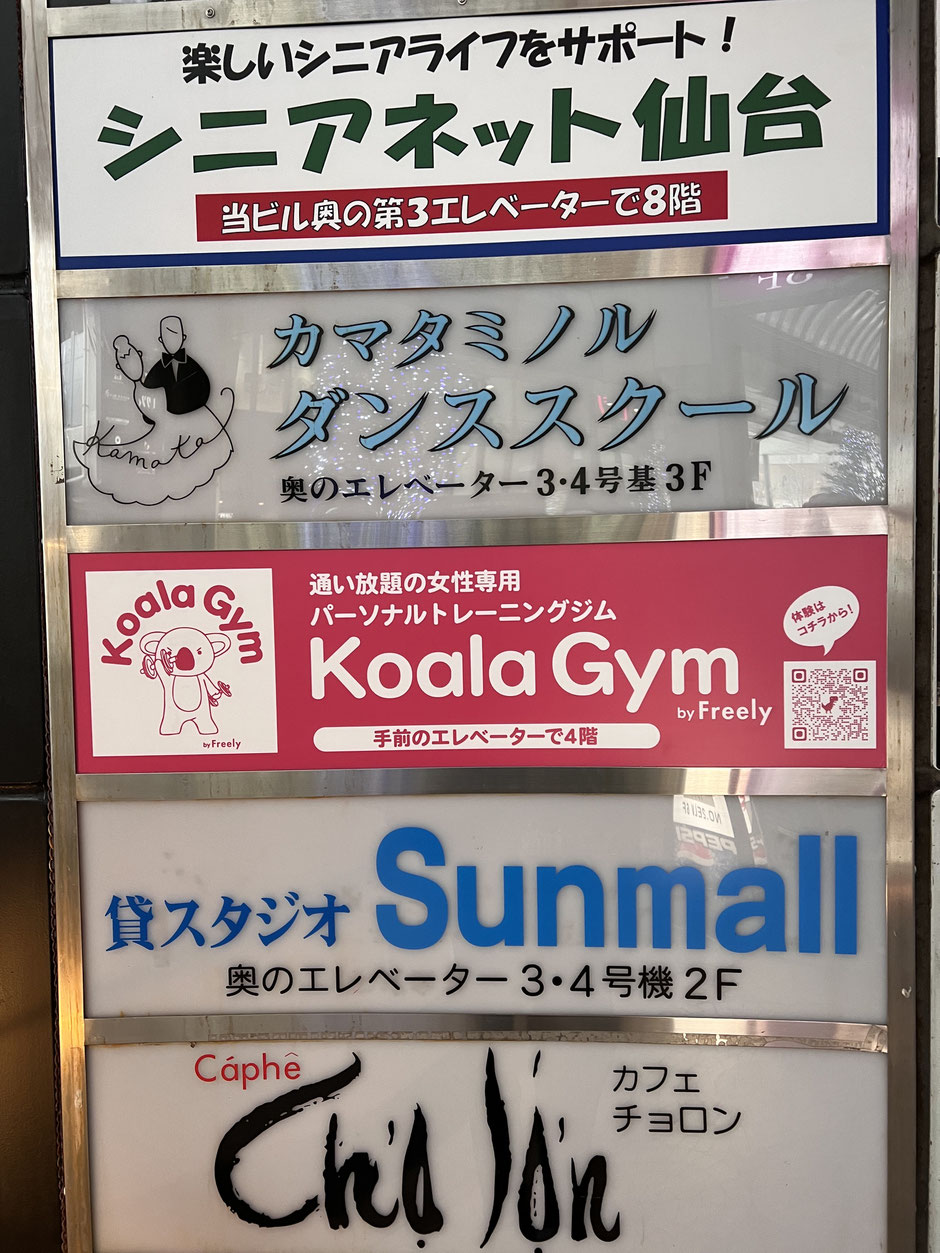 楽しいシニアライフをサポート！
シニアネット仙台
当ビル奥の第3エレベーターで8階
Kamata
カマタミノル
ダンススクール
奥のエレベーター3・4号基 3F
Koala Gym
by Freely
通い放題の女性専用
パーソナルトレーニングジム
Koala Gym
by Freely
手前のエレベーターで4階
体験は
コチラから！
貸スタジオ Sunmall
奥のエレベーター 3・4号機 2F
Cáphê
Chợ lớn
カフェ
チョロン